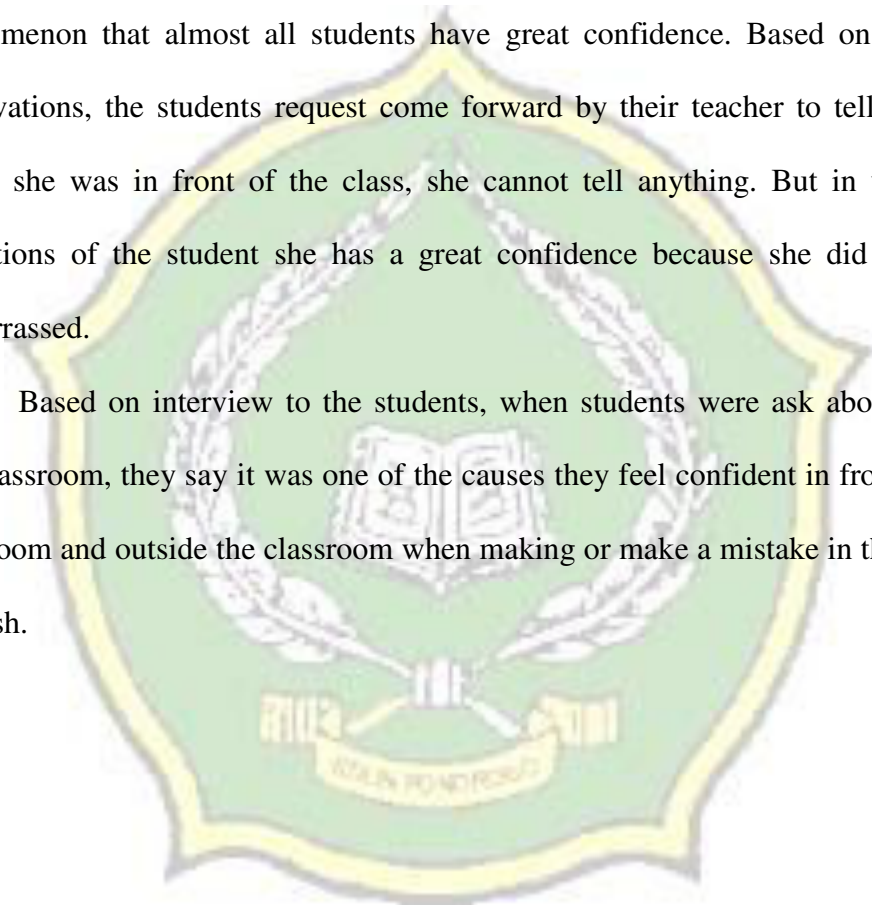 menon that almost all students have great confidence. Based on
vations, the students request come forward by their teacher to tell
she was in front of the class, she cannot tell anything. But in
tions of the student she has a great confidence because she did
rrassed.
Based on interview to the students, when students were ask abo
assroom, they say it was one of the causes they feel confident in fro
oom and outside the classroom when making or make a mistake in th
sh.
PONOROGO